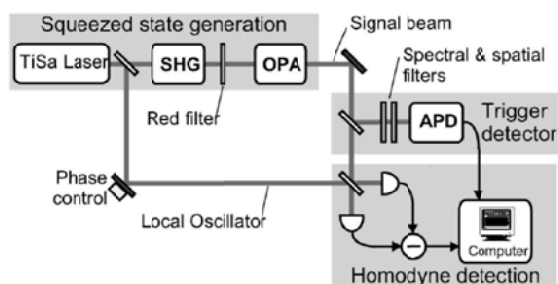 Squeezed state generation
Signal beam
TiSa Laser
SHG
OPA
Spectral & spatial
filters
Red filter
APD
Trigger
detector
Phase
control
Local Oscillator
Computer
Homodyne detection